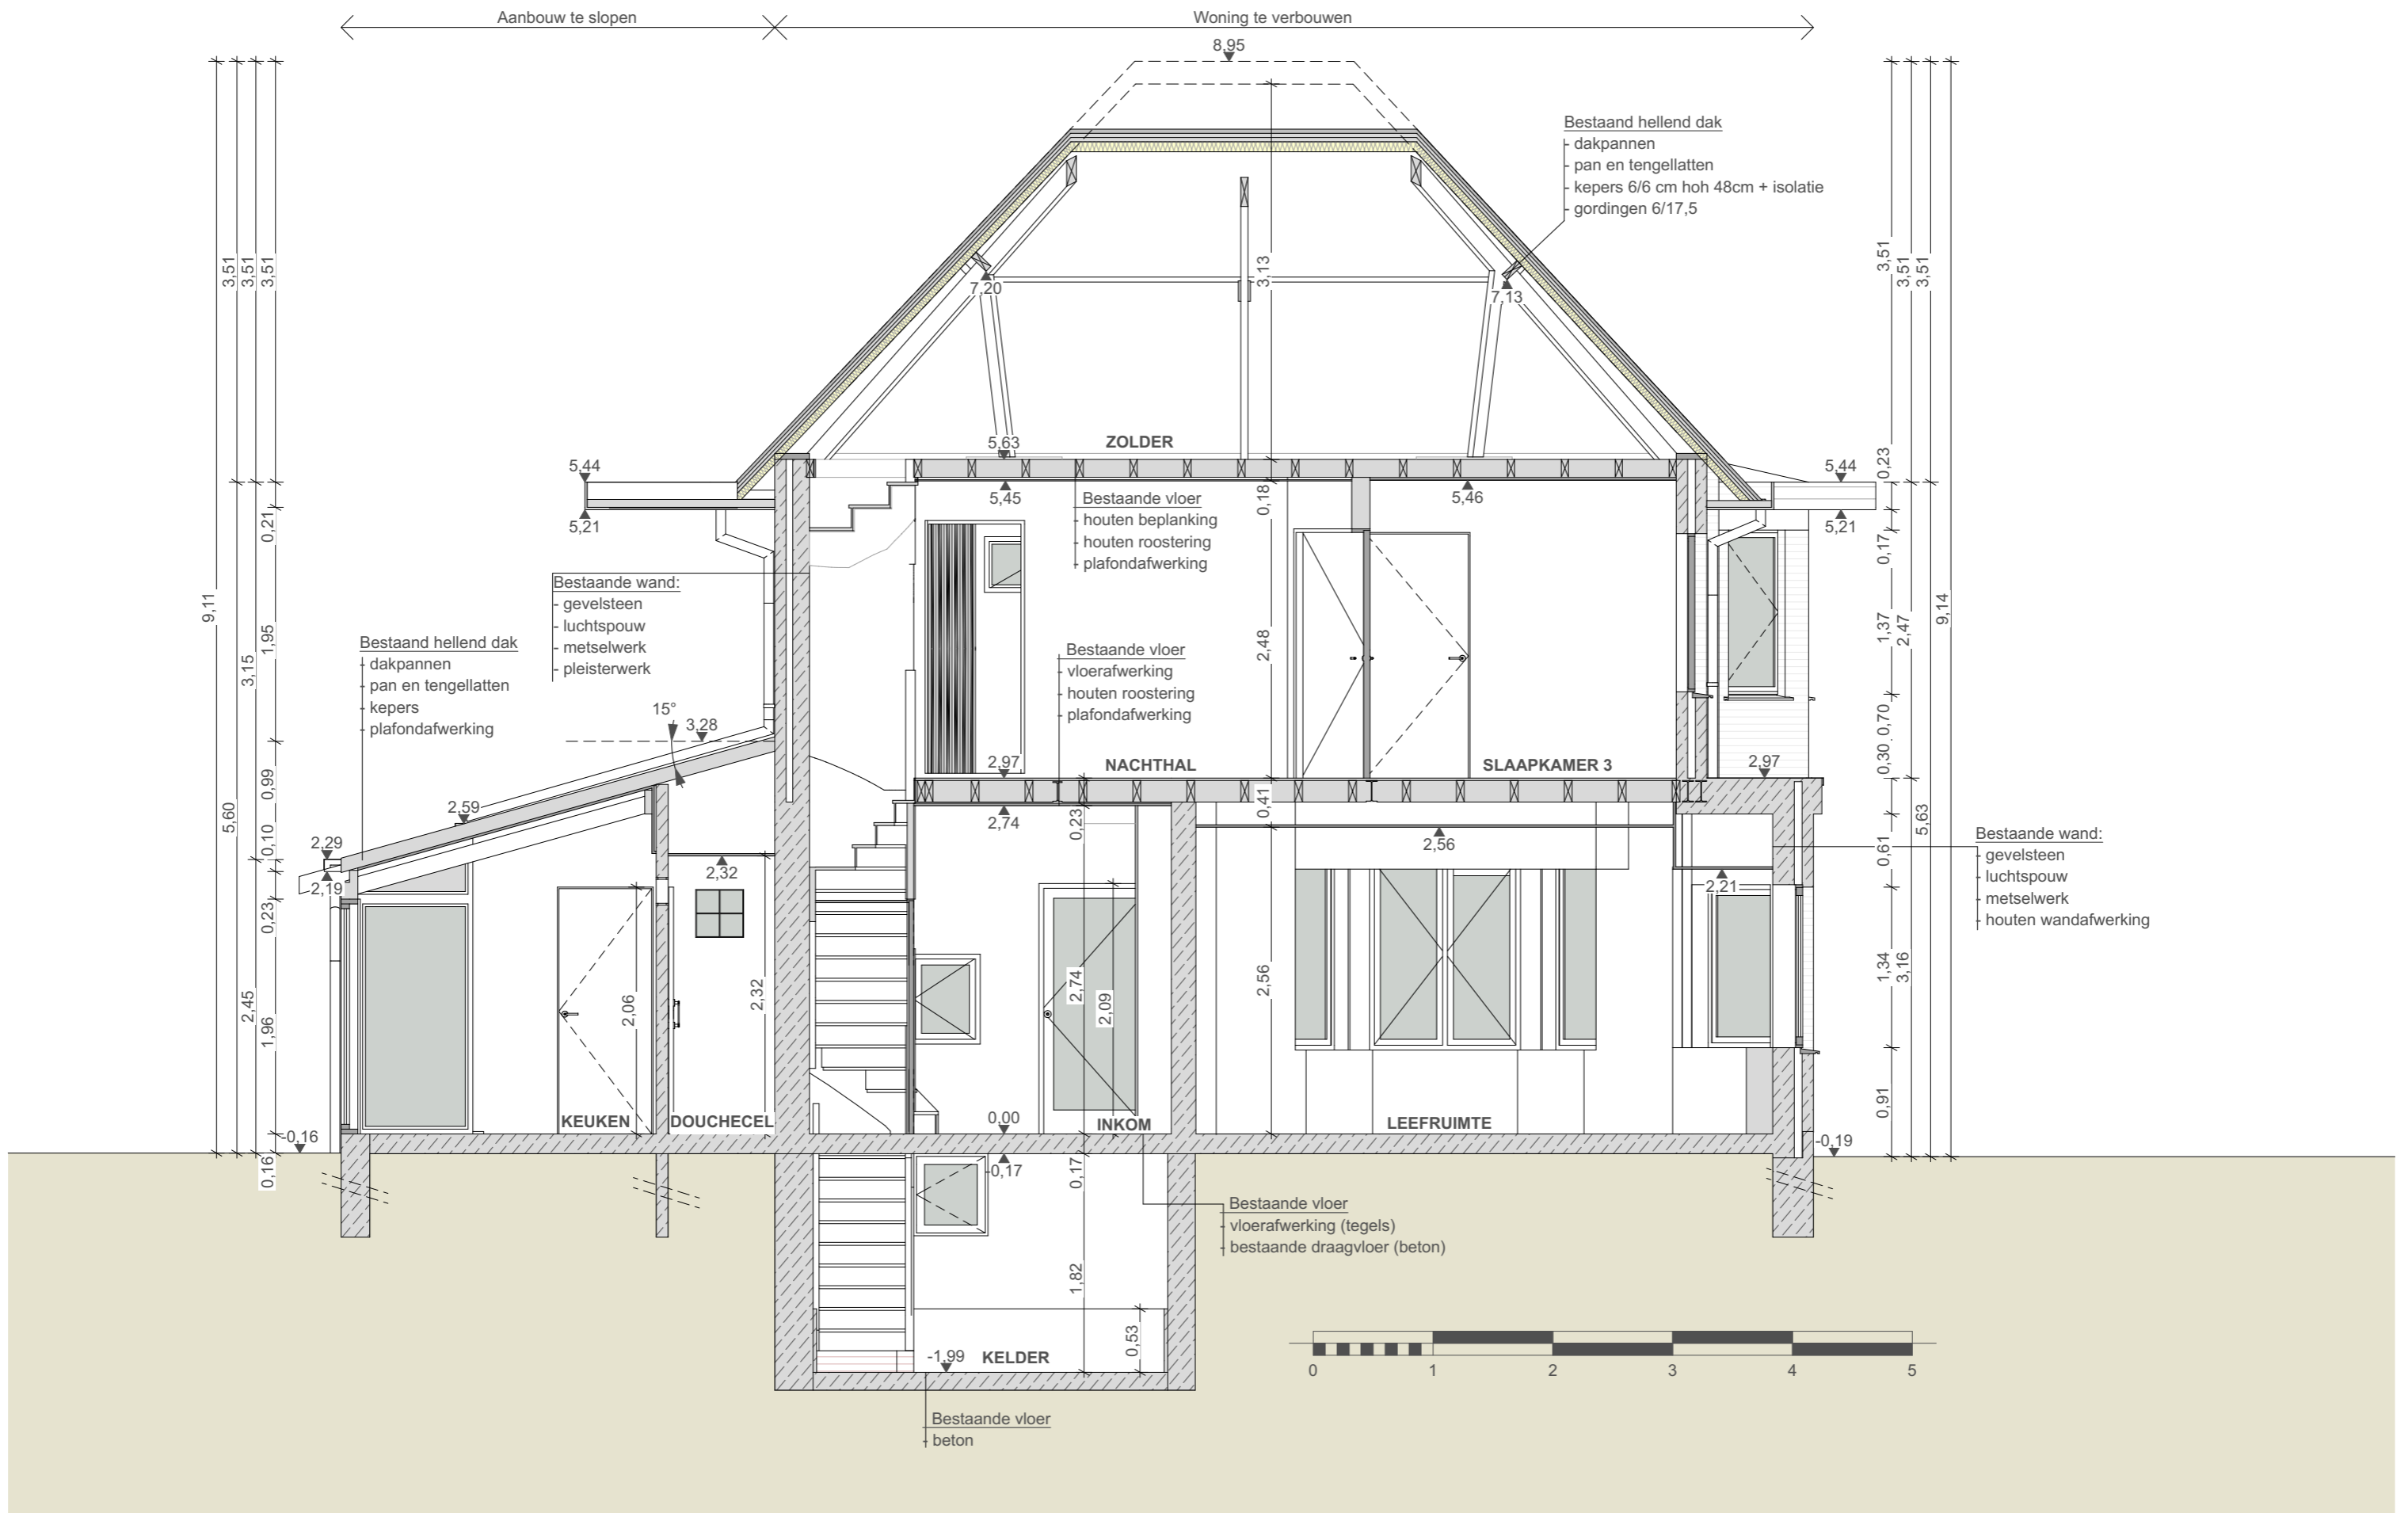 Aanbouw te slopen
Woning te verbouwen
8,95
Bestaand hellend dak
- dakpannen
- pan en tengellatten
- kepers 6/6 cm hoh 48cm + isolatie
- gordingen 6/17,5
3,51
3,51
3,51
3,13
7,20
7,13
3,51
3,51
3,51
5,63
ZOLDER
5,44
5,21
5,45
0,18
5,46
5,44
5,21
0,23
Bestaande vloer
- houten beplanking
- houten roostering
- plafondafwerking
0,21
0,17
Bestaande wand:
- gevelsteen
- luchtspouw
- metselwerk
- pleisterwerk
9,11
1,95
3,15
2,48
1,37
2,47
9,14
Bestaand hellend dak
- dakpannen
- pan en tengellatten
- kepers
- plafondafwerking
Bestaande vloer
- vloerafwerking
- houten roostering
- plafondafwerking
15°
3,28
0,70
0,30
2,97
NACHTHAL
SLAAPKAMER 3
2,97
0,99
0,10
5,60
2,59
2,29
2,19
2,32
2,74
0,23
0,41
2,56
2,21
0,61
5,63
Bestaande wand:
- gevelsteen
- luchtspouw
- metselwerk
- houten wandafwerking
0,23
2,45
1,96
2,06
2,32
2,74
2,09
2,56
1,34
3,16
0,91
KEUKEN
DOUCHECEL
0,00
INKOM
LEEFRUIMTE
-0,16
0,16
-0,17
0,17
-0,19
Bestaande vloer
- vloerafwerking (tegels)
- bestaande draagvloer (beton)
1,82
0,53
-1,99
KELDER
0 1 2 3 4 5
Bestaande vloer
- beton